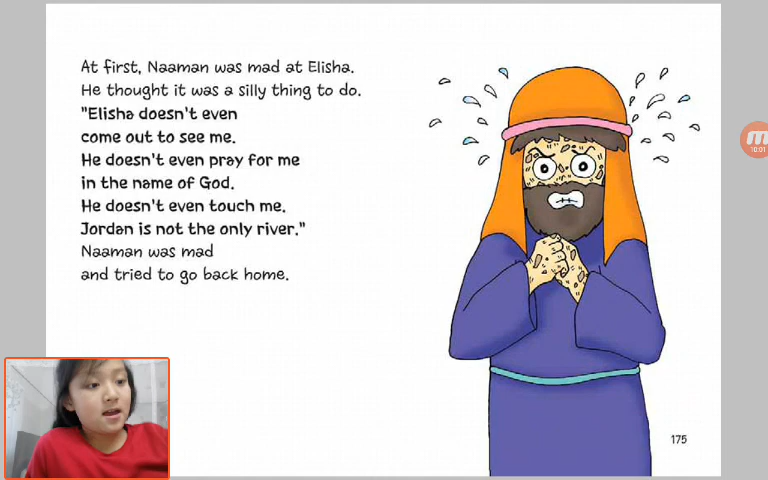 At first, Naaman was mad at Elisha.
He thought it was a silly thing to do.
"Elisha doesn't even
come out to see me.
He doesn't even pray for me
in the name of God.
He doesn't even touch me.
Jordan is not the only river."
Naaman was mad
and tried to go back home.
175
10:01